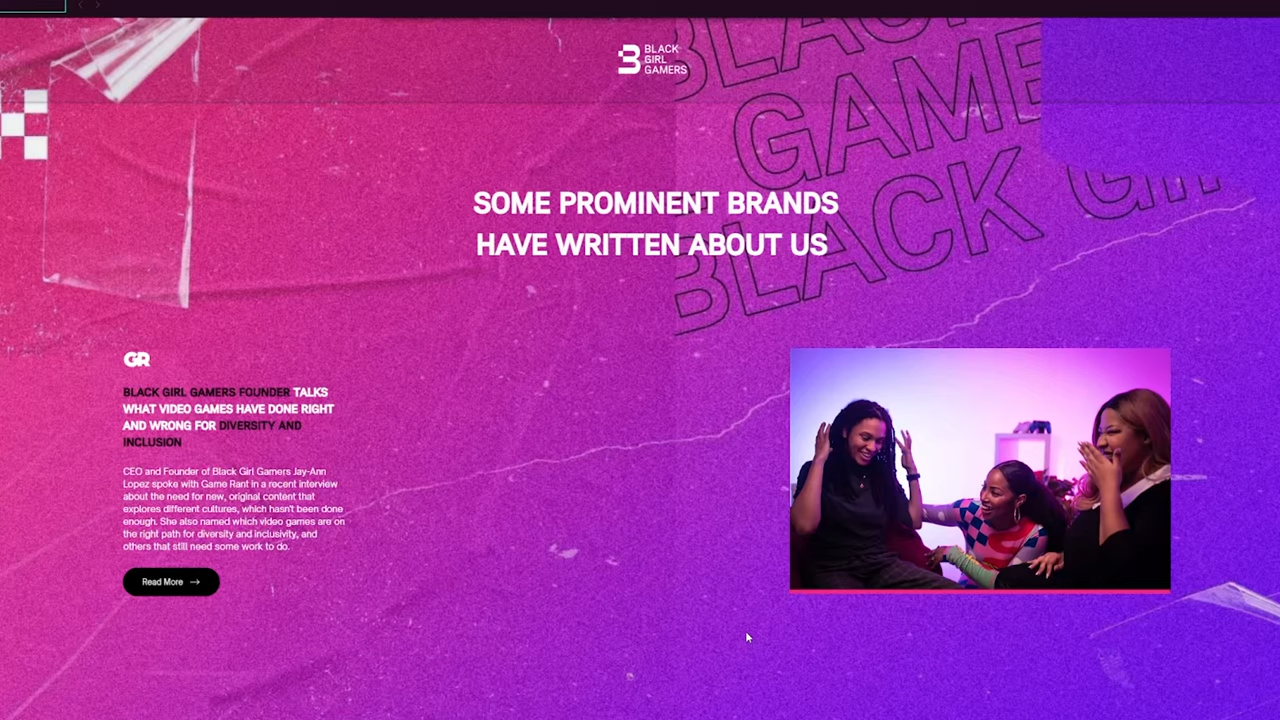 BLACK
GIRL
GAMERS
GAME
BLACK
SOME PROMINENT BRANDS
HAVE WRITTEN ABOUT US
GR
BLACK GIRL GAMERS FOUNDER TALKS
WHAT VIDEO GAMES HAVE DONE RIGHT
AND WRONG FOR DIVERSITY AND
INCLUSION
CEO and Founder of Black Girl Gamers Jay-Ann
Lopez spoke with Game Rant in a recent interview
about the need for new, original content that
explores different cultures, which hasn't been done
enough. She also named which video games are on
the right path for diversity and inclusivity, and
others that still need some work to do.
Read More